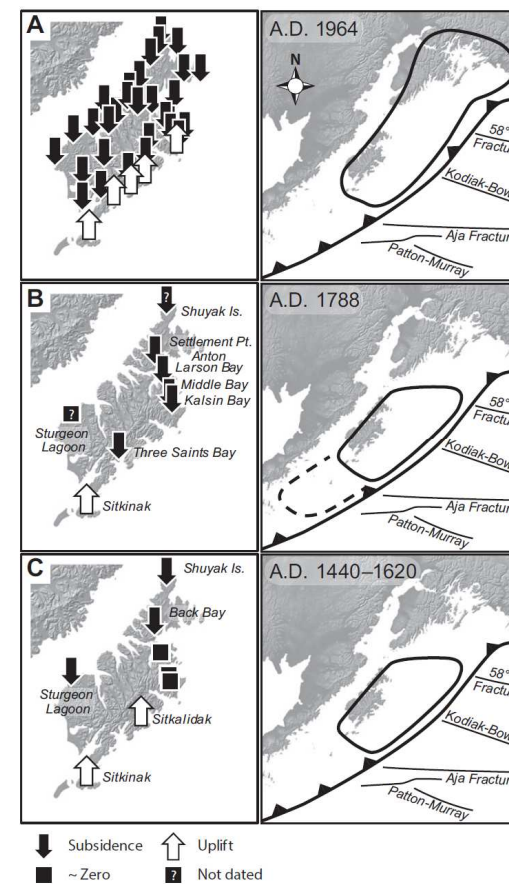 A
A.D. 1964
N
58°
Fractu
Kodiak-Bow
Aja Fractur
Patton-Murray
B
?
Shuyak Is.
Settlement Pt.
Anton
Larson Bay
Middle Bay
Kalsin Bay
?
Sturgeon
Lagoon
Three Saints Bay
Sitkinak
A.D. 1788
58°
Fractu
Kodiak-Bow
Aja Fractur
Patton-Murray
C
Shuyak Is.
Back Bay
Sturgeon
Lagoon
Sitkalidak
Sitkinak
A.D. 1440–1620
58°
Fractu
Kodiak-Bow
Aja Fractur
Patton-Murray
Subsidence
Uplift
~ Zero
? Not dated